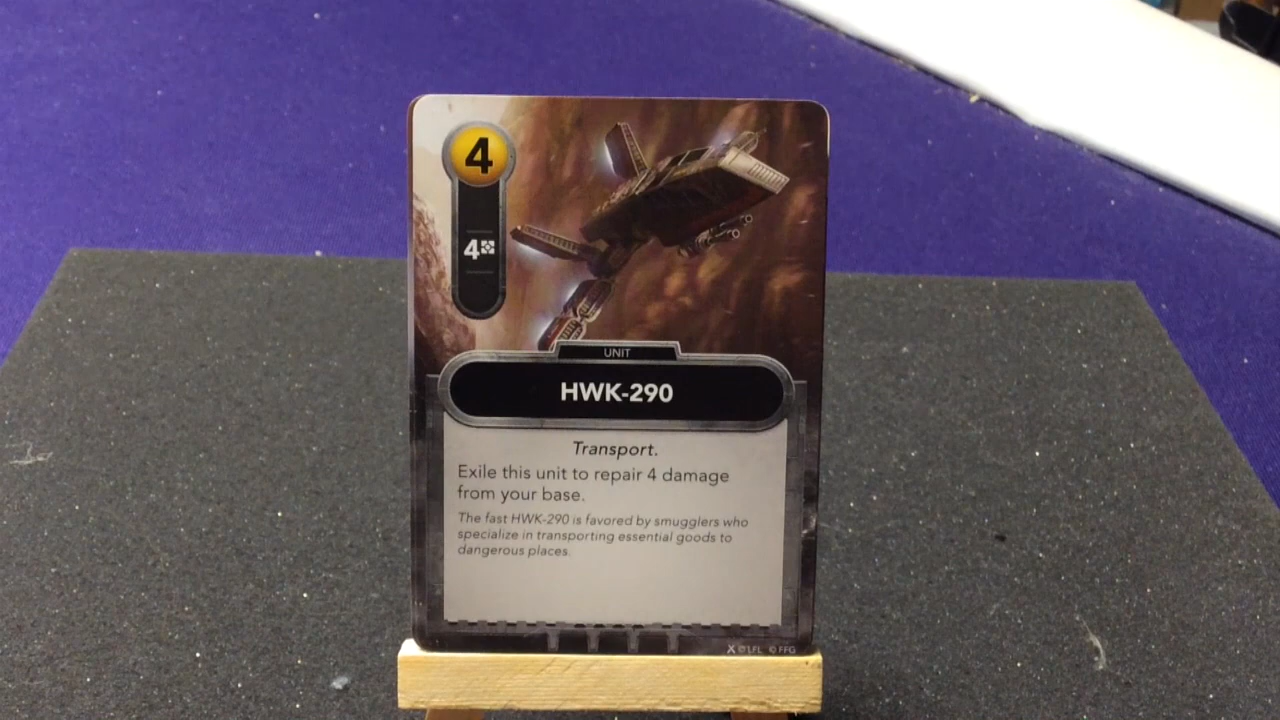 4
4
UNIT
HWK-290
Transport.
Exile this unit to repair 4 damage
from your base.
The fast HWK-290 is favored by smugglers who
specialize in transporting essential goods to
dangerous places.
X © LFL © FFG